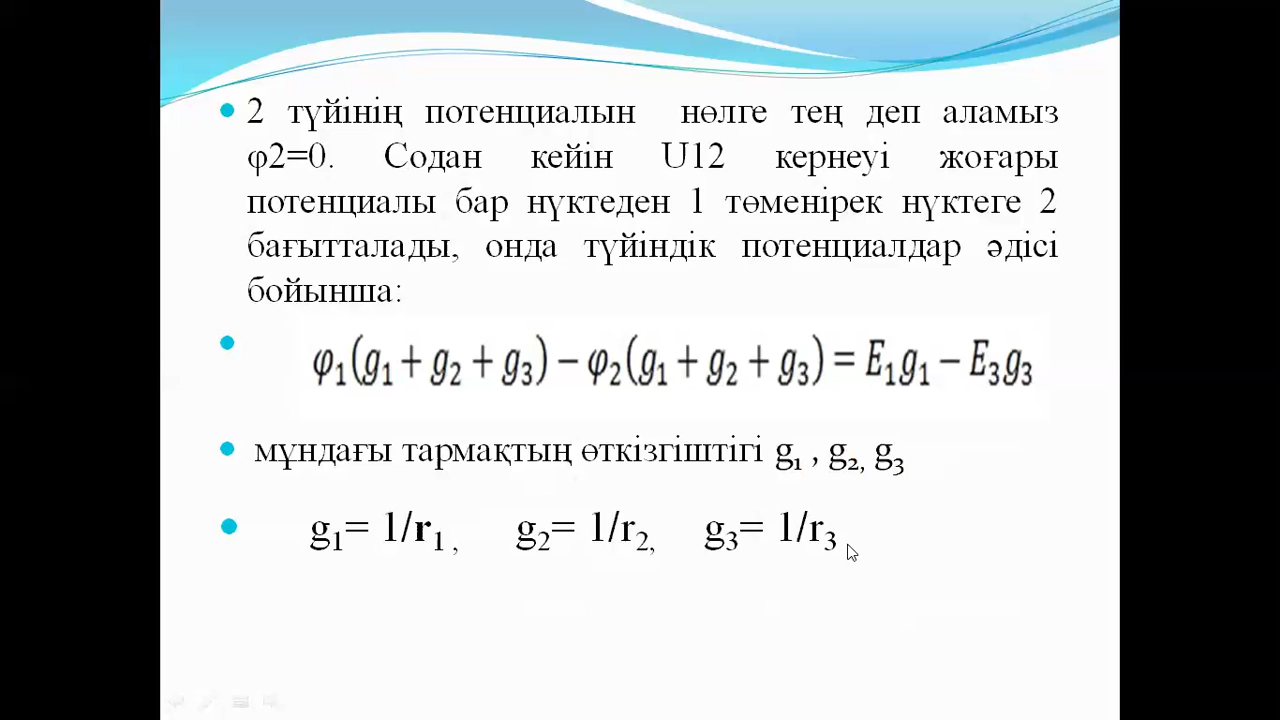 2 түйінің потенциалын нөлге тең деп аламыз
φ2=0. Содан кейін U12 кернеуі жоғары
потенциалы бар нүктеден 1 төменірек нүктеге 2
бағытталады, онда түйіндік потенциалдар әдісі
бойынша:
φ₁(g₁ + g₂ + g₃) − φ₂(g₁ + g₂ + g₃) = E₁g₁ − E₃g₃
мұндағы тармақтың өткізгіштігі g₁ , g₂, g₃
g₁= 1/r₁ , g₂= 1/r₂, g₃= 1/r₃